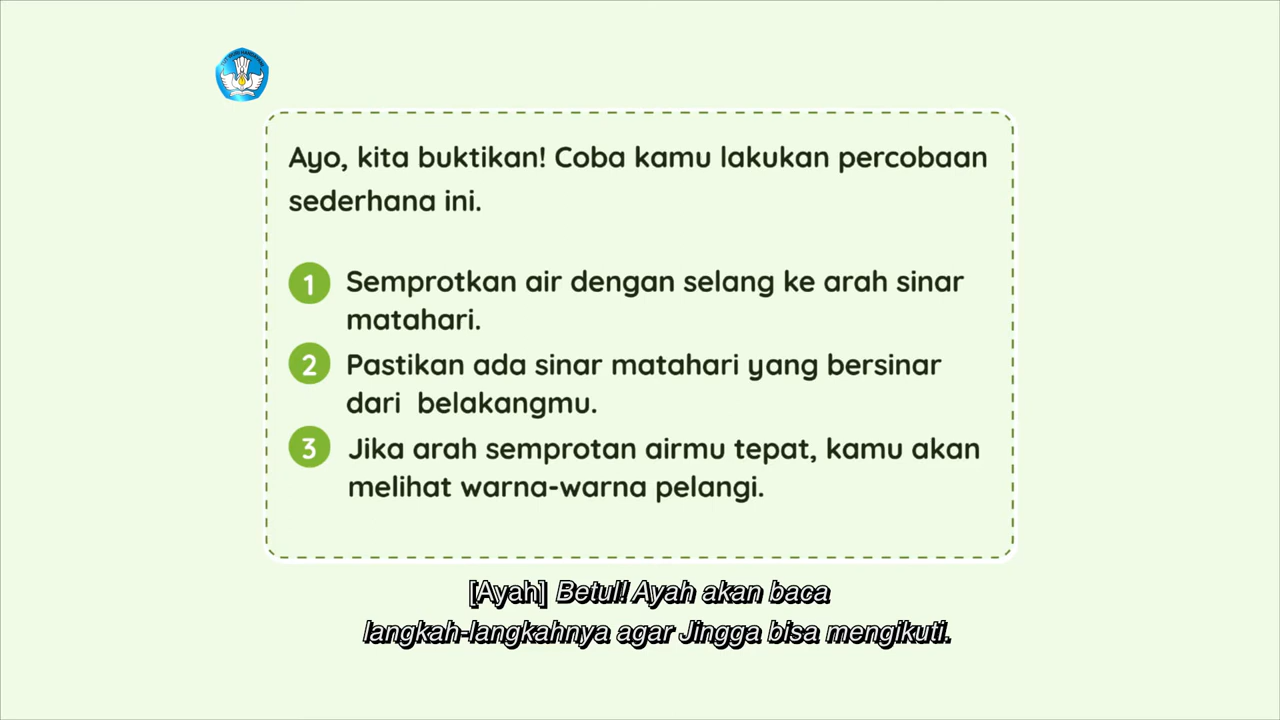 Ayo, kita buktikan! Coba kamu lakukan percobaan
sederhana ini.
1 Semprotkan air dengan selang ke arah sinar
matahari.
2 Pastikan ada sinar matahari yang bersinar
dari belakangmu.
3 Jika arah semprotan airmu tepat, kamu akan
melihat warna-warna pelangi.
[Ayah] Betul! Ayah akan baca
langkah-langkahnya agar Jingga bisa mengikuti.